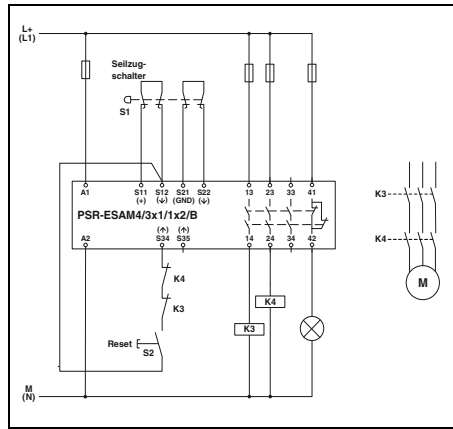 L+
(L1)
Seilzug-
schalter
S1
A1
S11
(+)
S12
(↓)
S21
(GND)
S22
(↓)
13
23
33
41
PSR-ESAM4/3x1/1x2/B
A2
(↑)
S34
(↑)
S35
14
24
34
42
K4
K3
Reset
S2
K4
K3
M
(N)
K3
K4
M